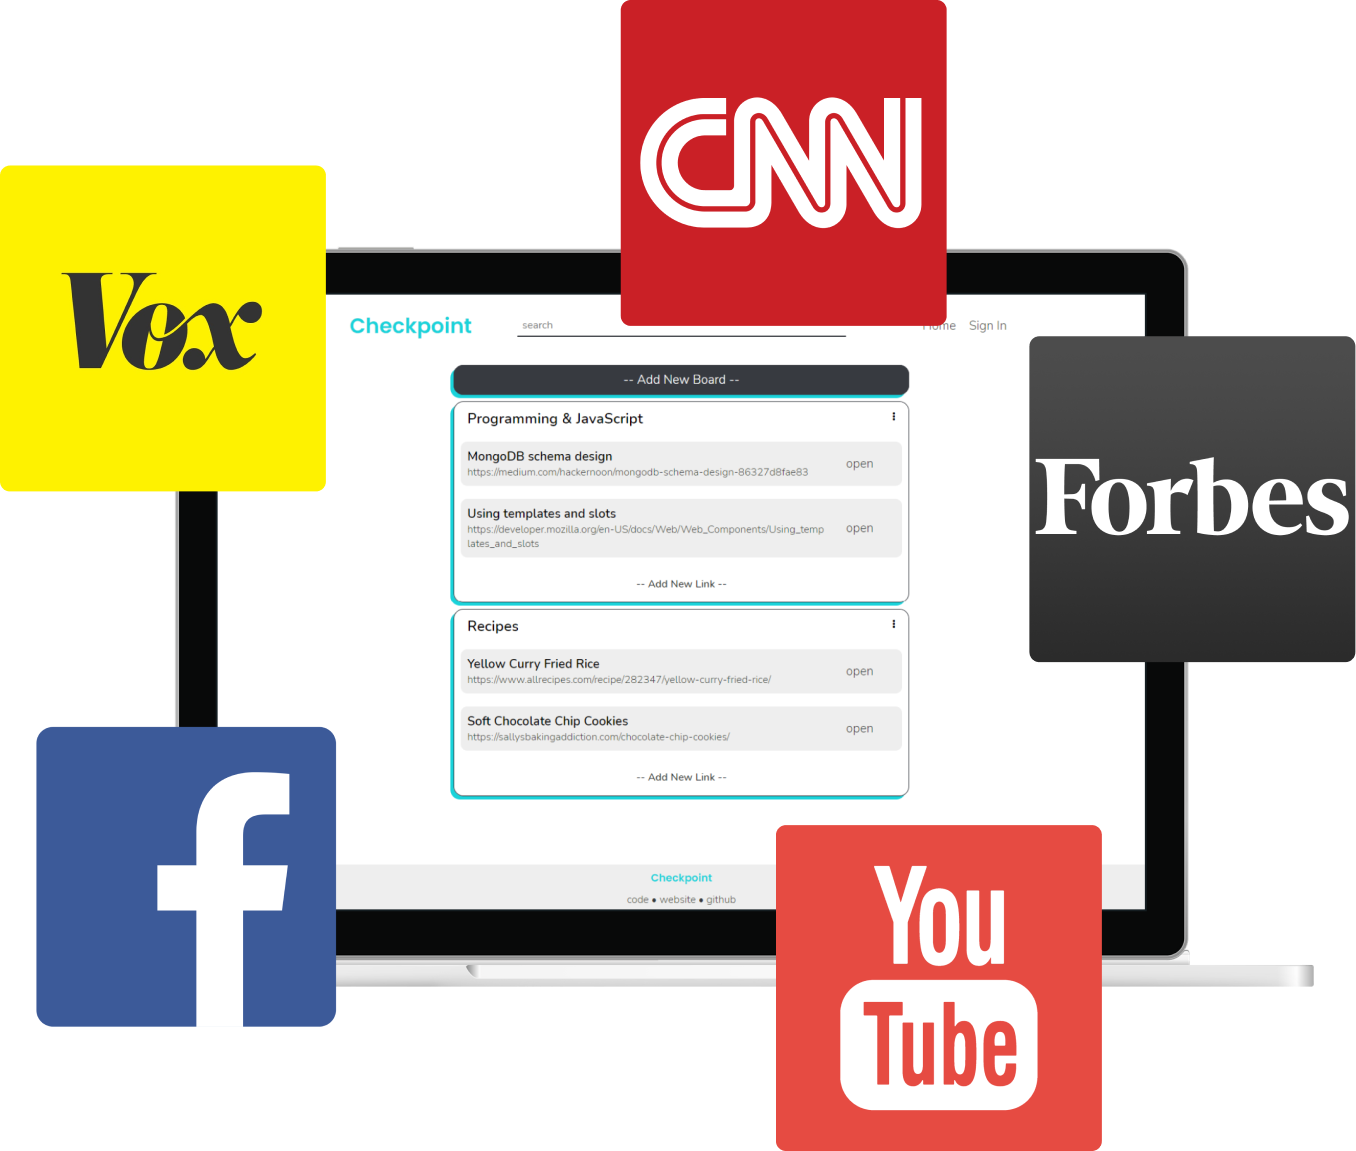 CNN
Vox
Checkpoint
search
Home Sign In
-- Add New Board --
Programming & JavaScript
MongoDB schema design
https://medium.com/hackernoon/mongodb-schema-design-86327d8fae83
open
Using templates and slots
https://developer.mozilla.org/en-US/docs/Web/Web_Components/Using_temp
lates_and_slots
open
-- Add New Link --
Forbes
Recipes
Yellow Curry Fried Rice
https://www.allrecipes.com/recipe/282347/yellow-curry-fried-rice/
open
Soft Chocolate Chip Cookies
https://sallysbakingaddiction.com/chocolate-chip-cookies/
open
-- Add New Link --
f
Checkpoint
code • website • github
You
Tube